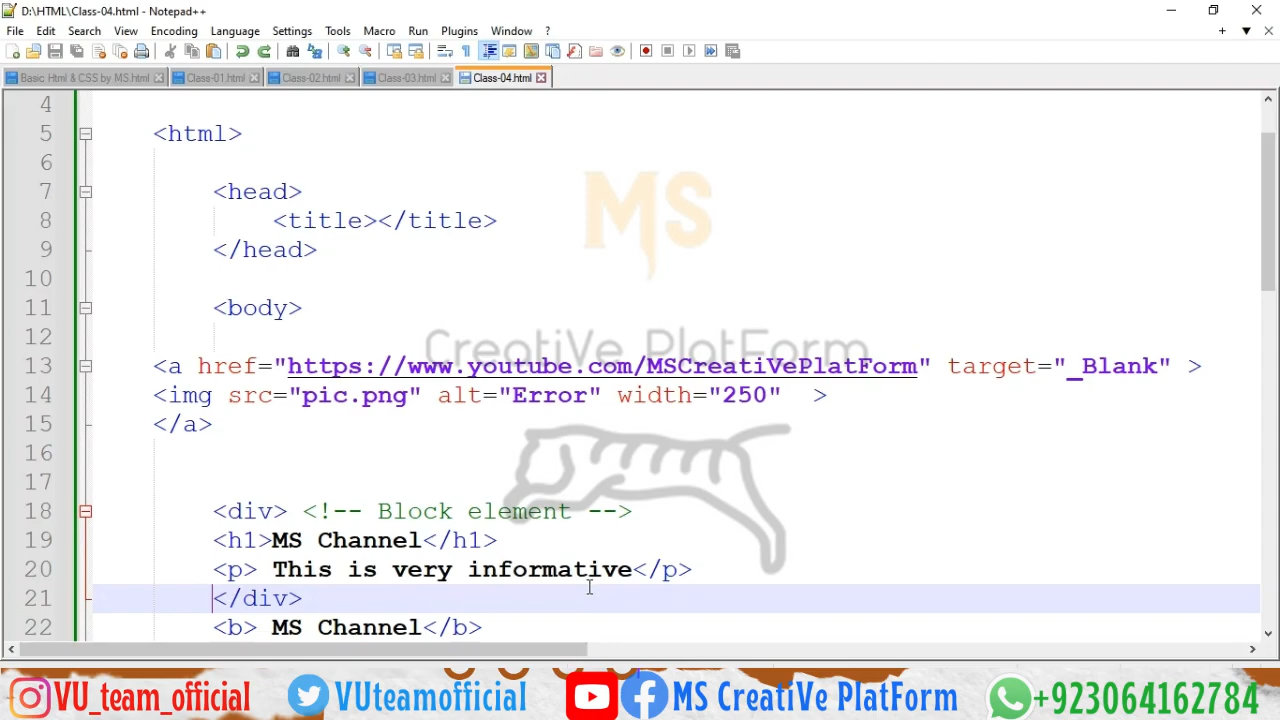 D:\HTML\Class-04.html - Notepad++
File Edit Search View Encoding Language Settings Tools Macro Run Plugins Window ?
Basic Html & CSS by MS.html Class-01.html Class-02.html Class-03.html Class-04.html
4
5 <html>
6
7 <head>
8 <title></title>
9 </head>
10
11 <body>
12
13 <a href="https://www.youtube.com/MSCreatiVePlatForm" target="_Blank" >
14 <img src="pic.png" alt="Error" width="250"  >
15 </a>
16
17
18 <div> <!-- Block element -->
19 <h1>MS Channel</h1>
20 <p> This is very informative</p>
21 </div>
22 <b> MS Channel</b>
MS
CreatiVe PlatForm
VU_team_official VUteamofficial MS CreatiVe PlatForm +923064162784